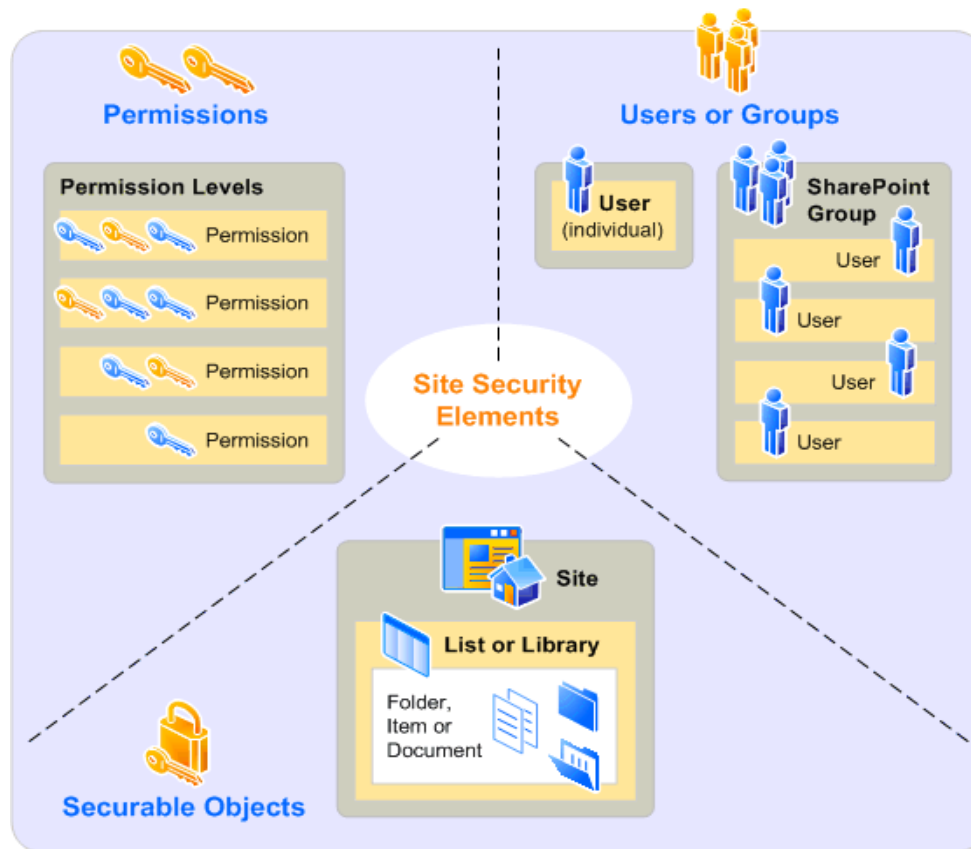 Permissions
Users or Groups
Permission Levels
Permission
Permission
Permission
Permission
User
(individual)
SharePoint
Group
User
User
User
User
Site Security
Elements
Site
List or Library
Folder,
Item or
Document
Securable Objects